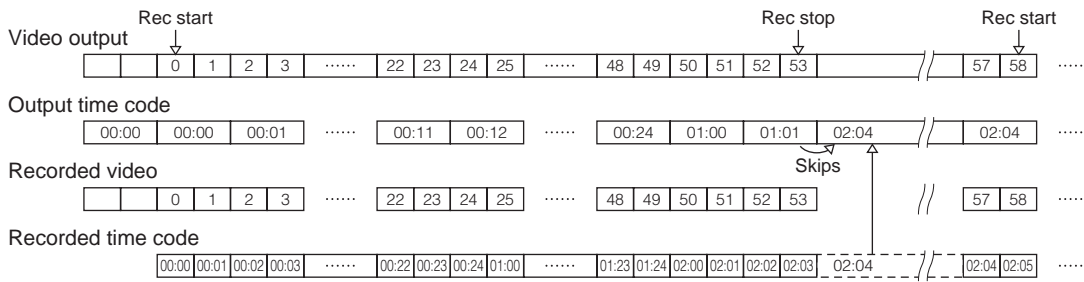 Rec start Rec stop Rec start
Video output
0 1 2 3 ...... 22 23 24 25 ...... 48 49 50 51 52 53 57 58 .....
Output time code
00:00 00:00 00:01 ...... 00:11 00:12 ...... 00:24 01:00 01:01 02:04 02:04 .....
Skips
Recorded video
0 1 2 3 ...... 22 23 24 25 ...... 48 49 50 51 52 53 57 58 .....
Recorded time code
00:00 00:01 00:02 00:03 ...... 00:22 00:23 00:24 01:00 ...... 01:23 01:24 02:00 02:01 02:02 02:03 02:04 02:04 02:05 .....